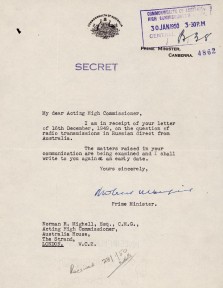 30 JAN 1950 3-30 P.M
PRIME MINISTER,
CANBERRA.
4562
SECRET
My dear Acting High Commissioner,
I am in receipt of your letter
of 16th December, 1949, on the question of
radio transmissions in Russian direct from
Australia.
The matters raised in your
communication are being examined and I shall
write to you again at an early date.
Yours sincerely,
Prime Minister.
Norman R. Mighell, Esq., C.M.G.,
Acting High Commissioner,
Australia House,
The Strand,
LONDON. W.C.2.